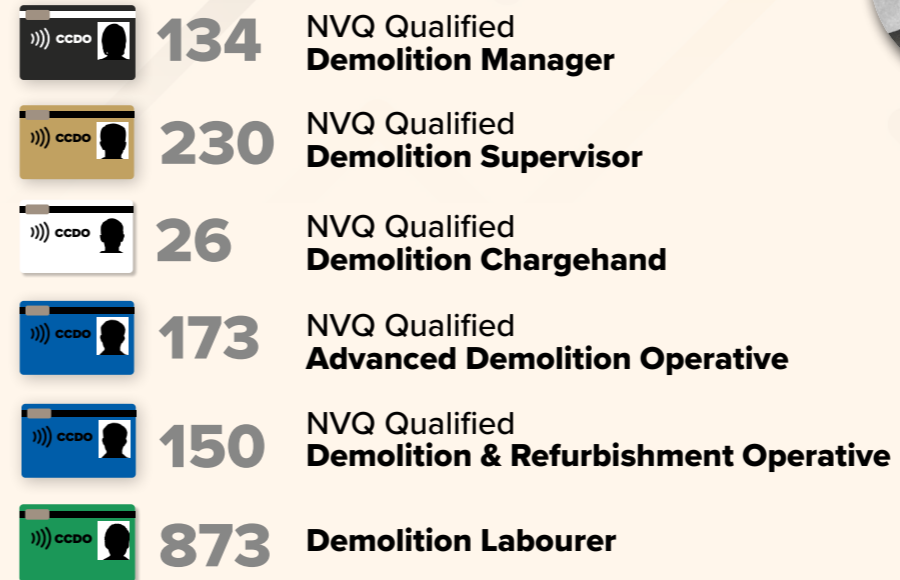 CCDO 134 NVQ Qualified
Demolition Manager
CCDO 230 NVQ Qualified
Demolition Supervisor
CCDO 26 NVQ Qualified
Demolition Chargehand
CCDO 173 NVQ Qualified
Advanced Demolition Operative
CCDO 150 NVQ Qualified
Demolition & Refurbishment Operative
CCDO 873 Demolition Labourer